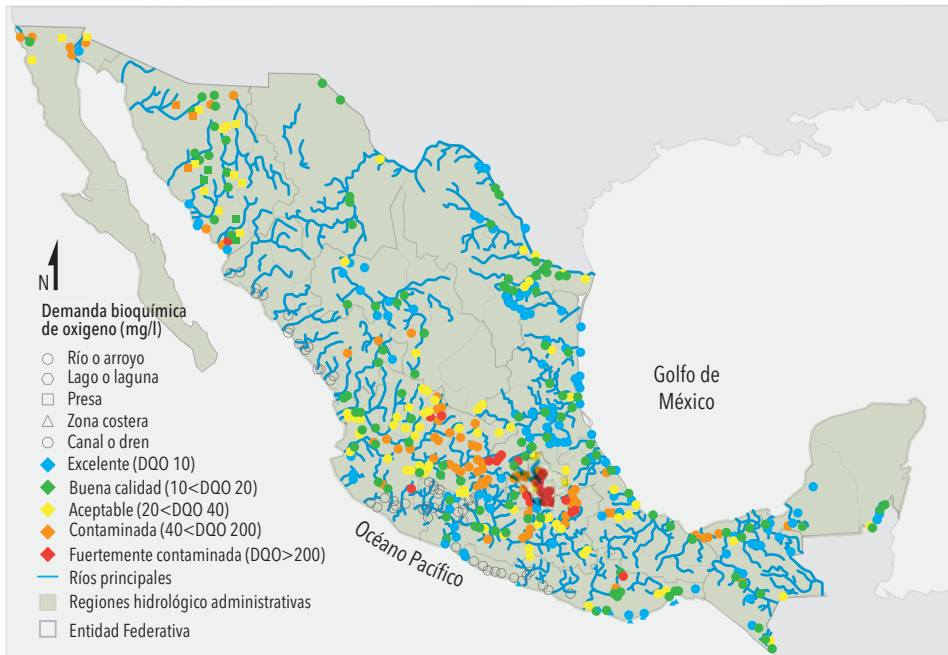 Golfo de
México
N
Demanda bioquímica
de oxigeno (mg/l)
Río o arroyo
Lago o laguna
Presa
Zona costera
Canal o dren
Excelente (DQO 10)
Buena calidad (10<DQO 20)
Aceptable (20<DQO 40)
Contaminada (40<DQO 200)
Fuertemente contaminada (DQO>200)
Ríos principales
Regiones hidrológico administrativas
Entidad Federativa
Océano Pacífico